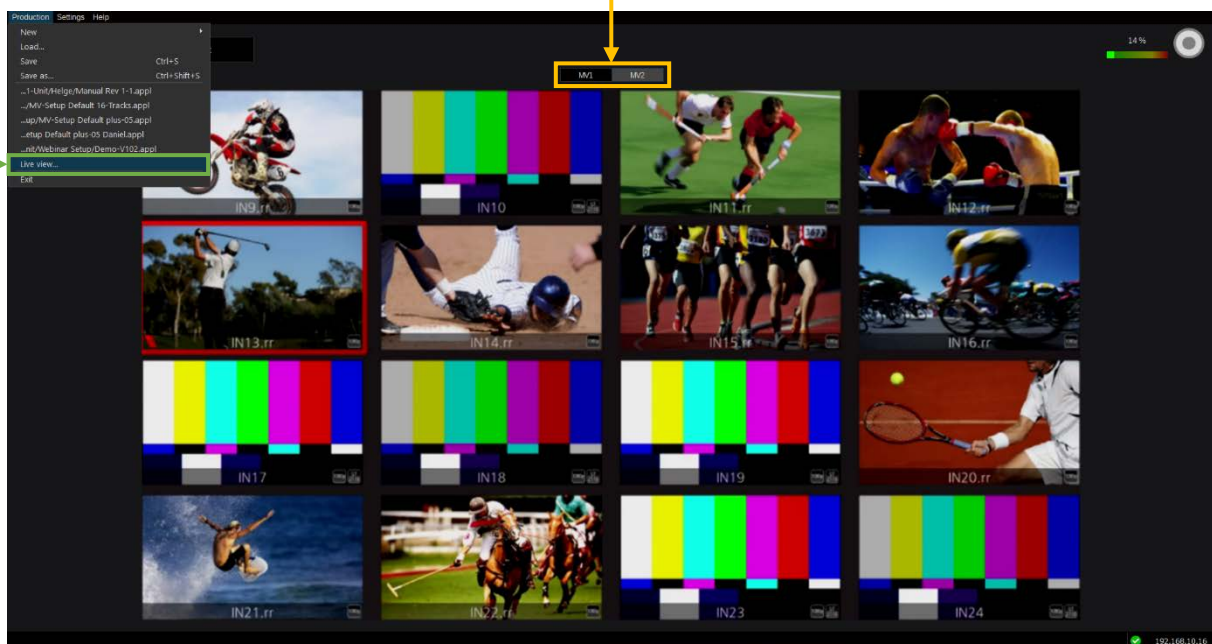 Production Settings Help
New
Load...
Save Ctrl+S
Save as... Ctrl+Shift+S
...1-Unit/Helge/Manual Rev 1-1.appl
.../MV-Setup Default 16-Tracks.appl
...up/MV-Setup Default plus-05.appl
...etup Default plus-05 Daniel.appl
...nit/Webinar Setup/Demo-V102.appl
Live view...
Exit
14 %
MV1 MV2
IN9.rr IN10 IN11.rr IN12.rr
IN13.rr IN14.rr IN15.rr IN16.rr
IN17 IN18 IN19 IN20.rr
IN21.rr IN22.rr IN23 IN24
192.168.10.16